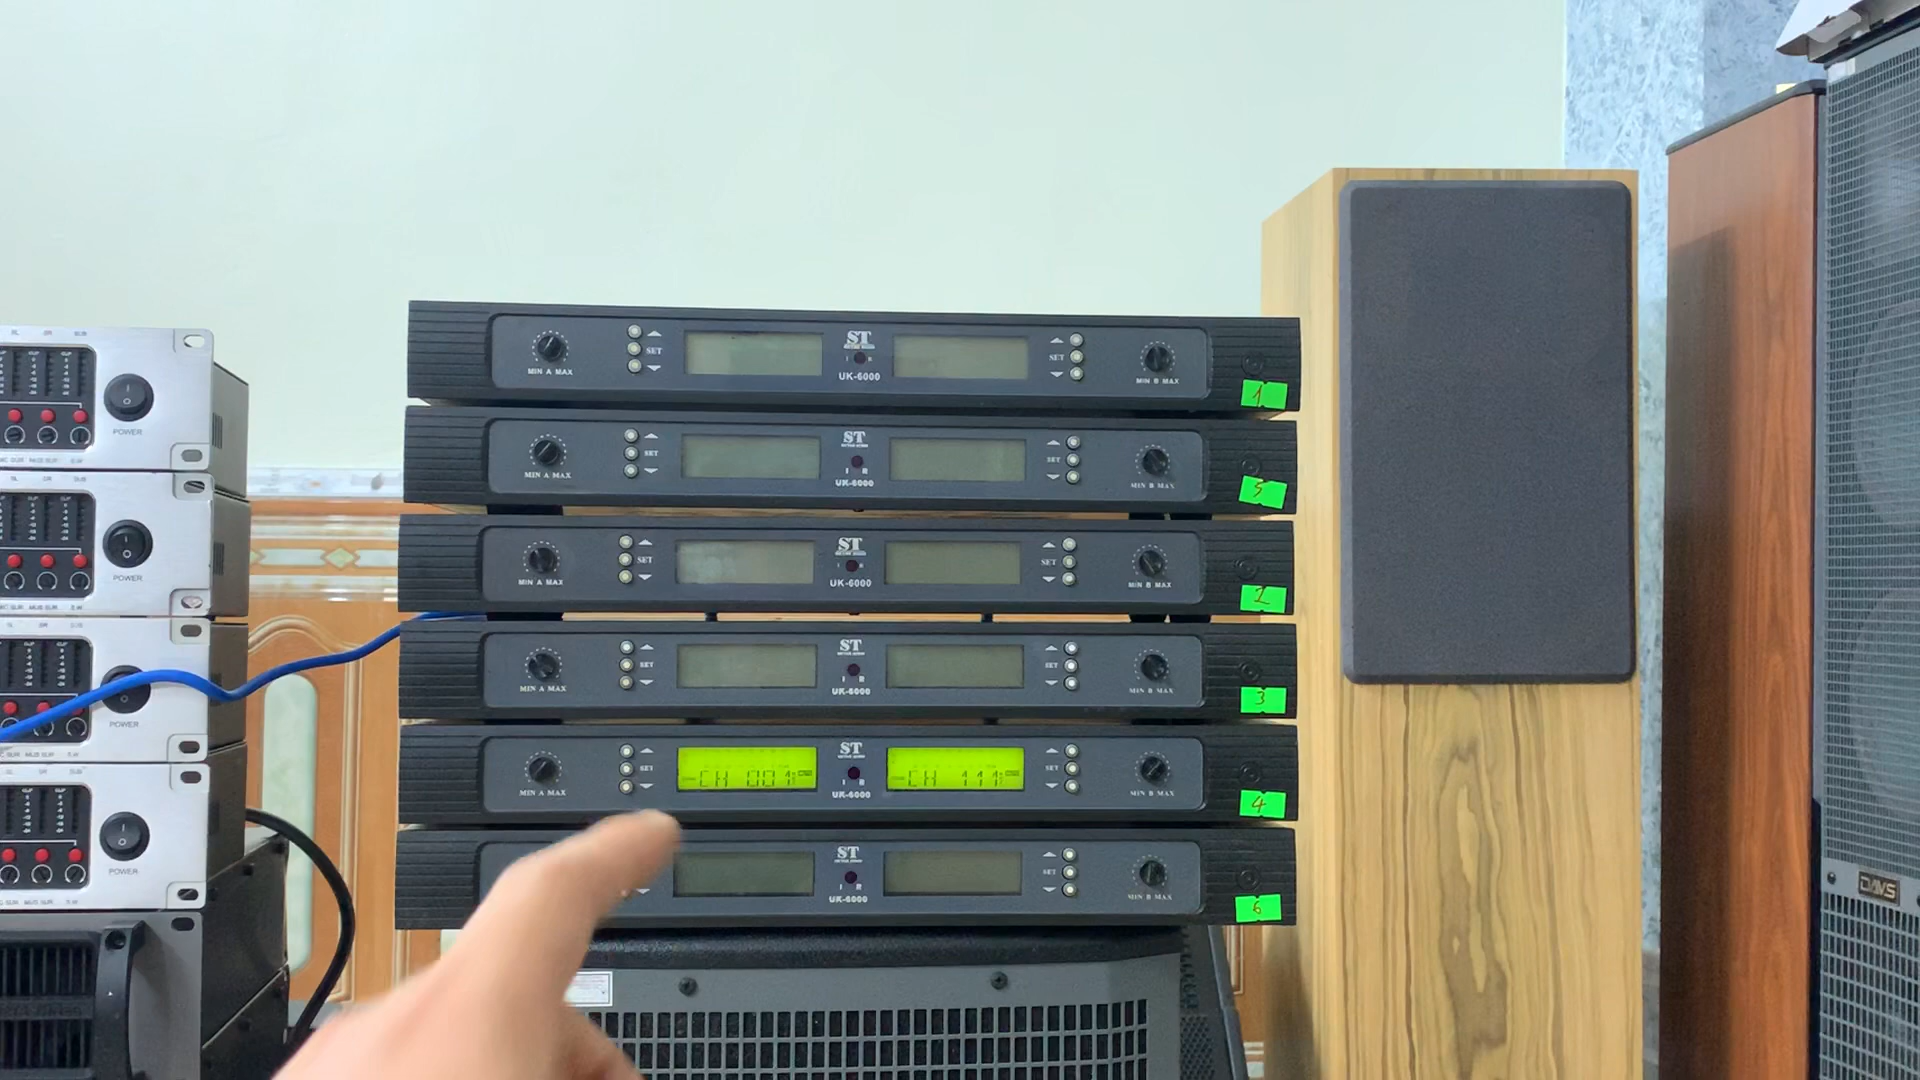 POWER
POWER
POWER
POWER
ST
MIN A MAX
SET
I R
UK-6000
SET
MIN B MAX
1
ST
MIN A MAX
SET
I R
UK-6000
SET
MIN B MAX
5
ST
MIN A MAX
SET
I R
UK-6000
SET
MIN B MAX
2
ST
MIN A MAX
SET
I R
UK-6000
SET
MIN B MAX
3
ST
MIN A MAX
SET
CH 001
I R
UK-6000
CH 111
SET
MIN B MAX
4
ST
I R
UK-6000
SET
MIN B MAX
6
DAVS